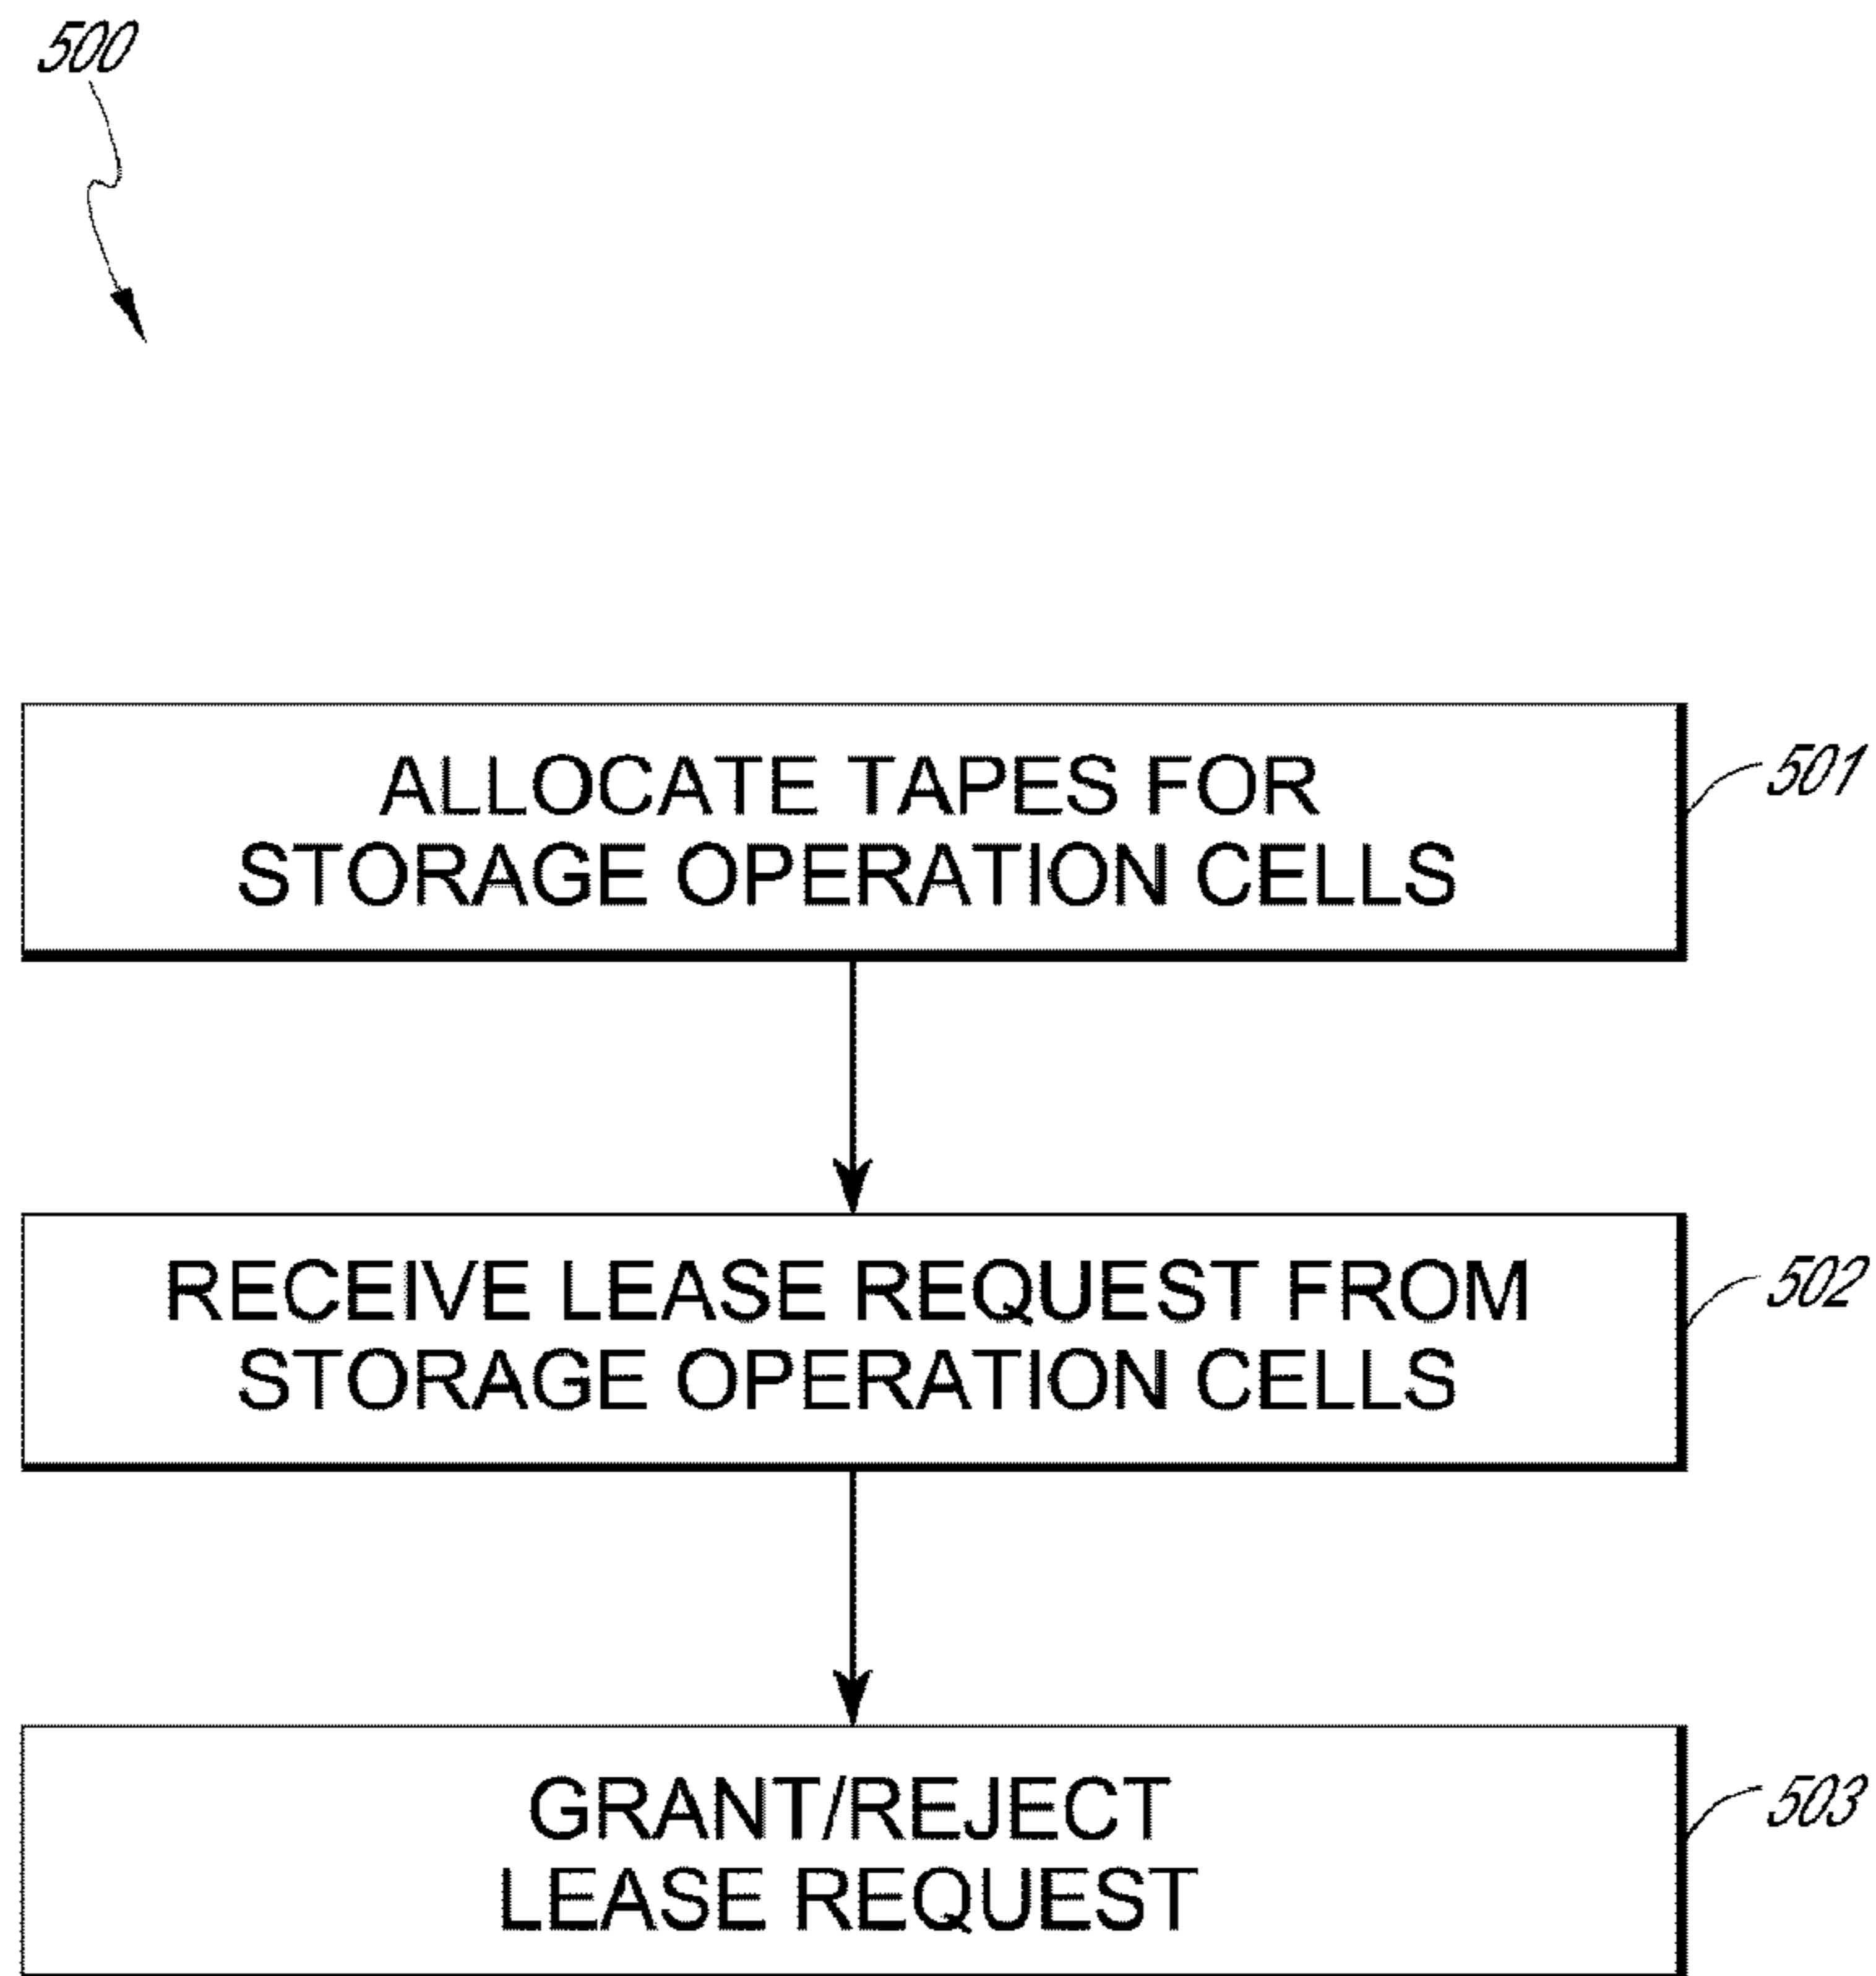 500
ALLOCATE TAPES FOR
STORAGE OPERATION CELLS
501
RECEIVE LEASE REQUEST FROM
STORAGE OPERATION CELLS
502
GRANT/REJECT
LEASE REQUEST
503